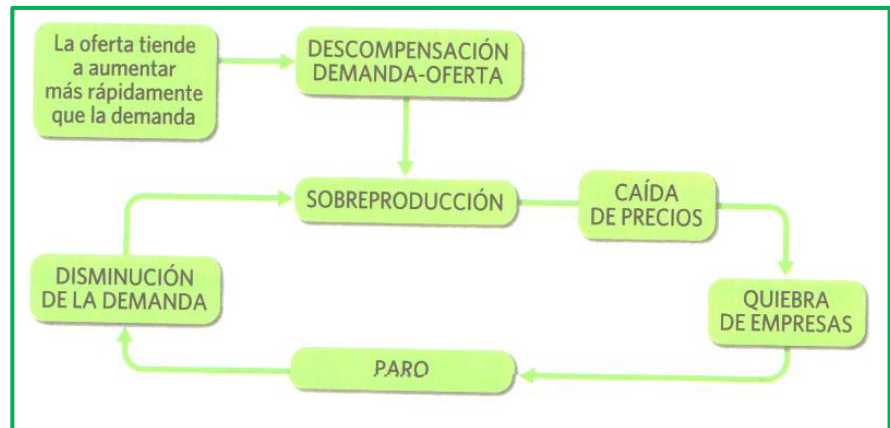 La oferta tiende
a aumentar
más rápidamente
que la demanda
DESCOMPENSACIÓN
DEMANDA-OFERTA
SOBREPRODUCCIÓN
CAÍDA
DE PRECIOS
QUIEBRA
DE EMPRESAS
PARO
DISMINUCIÓN
DE LA DEMANDA